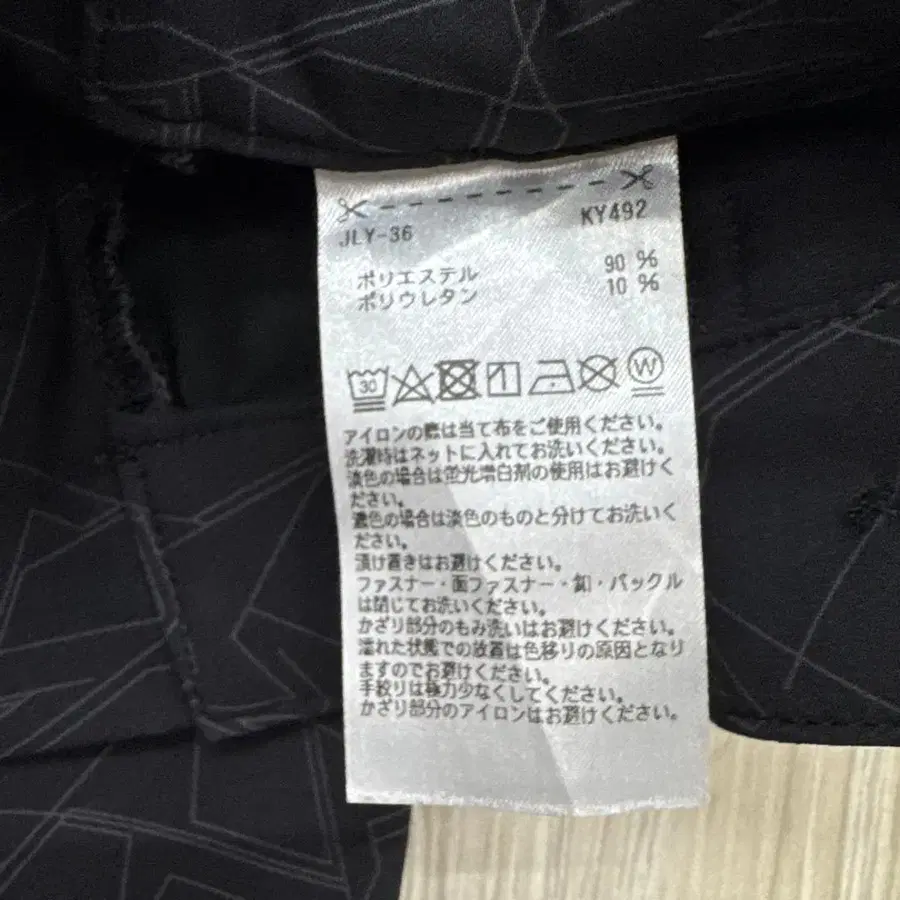 JLY-36 KY492
ポリエステル 90 %
ポリウレタン 10 %
30 W
アイロンの際は当て布をご使用ください。
洗濯時はネットに入れてお洗いください。
淡色の場合は蛍光増白剤の使用はお避けく
ださい。
濃色の場合は淡色のものと分けてお洗いく
ださい。
漬け置きはお避けください。
ファスナー・面ファスナー・釦・バックル
は閉じてお洗いください。
かざり部分のもみ洗いはお避けください。
濡れた状態での放置は色移りの原因となり
ますのでお避けください。
手絞りは極力少なくしてください。
かざり部分のアイロンはお避けください。